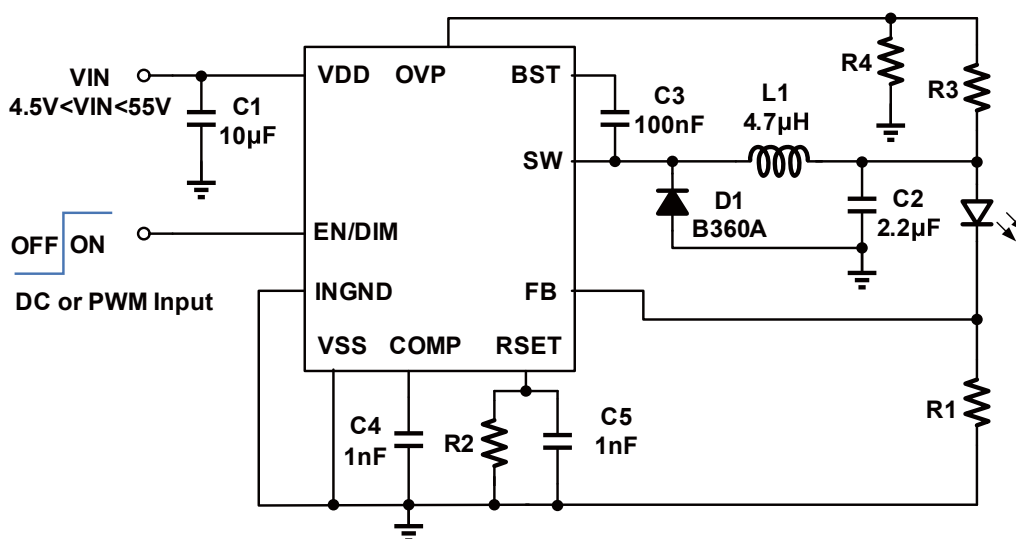 VIN
4.5V<VIN<55V
C1
10µF
OFF
ON
DC or PWM Input
VDD
OVP
BST
SW
EN/DIM
INGND
FB
VSS
COMP
RSET
C3
100nF
L1
4.7µH
R4
R3
D1
B360A
C2
2.2µF
C4
1nF
R2
C5
1nF
R1